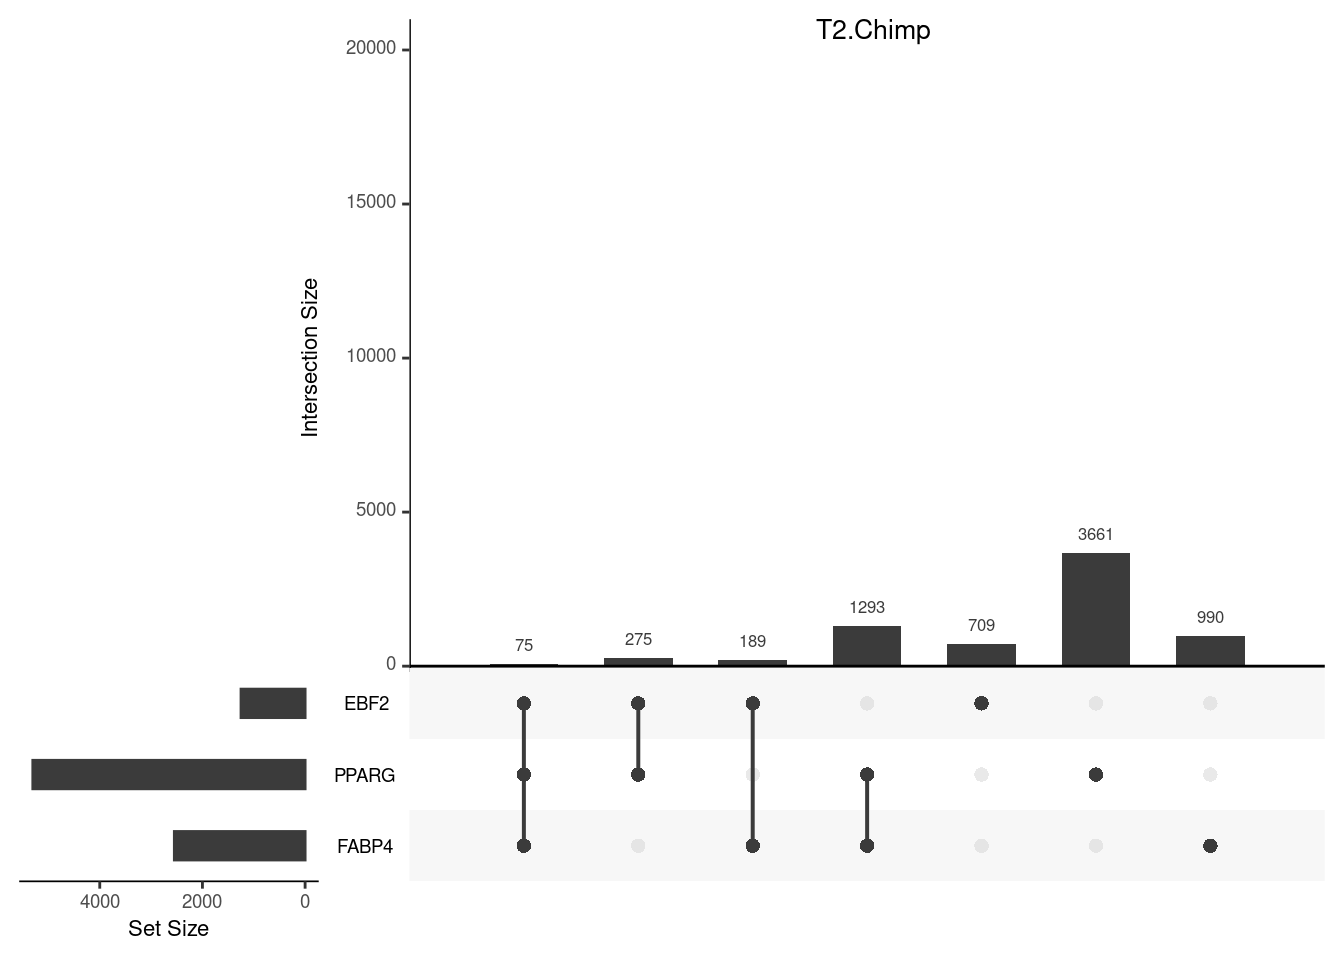 T2.Chimp
20000
15000
10000
5000
0
Intersection Size
75
275
189
1293
709
3661
990
EBF2
PPARG
FABP4
4000 2000 0
Set Size